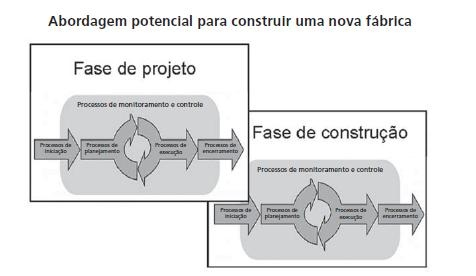 Abordagem potencial para construir uma nova fábrica
Fase de projeto
Processos de monitoramento e controle
Processos de
iniciação
Processos de
planejamento
Processos de
execução
Processos de
encerramento
Fase de construção
Processos de monitoramento e controle
Processos de
iniciação
Processos de
planejamento
Processos de
execução
Processos de
encerramento